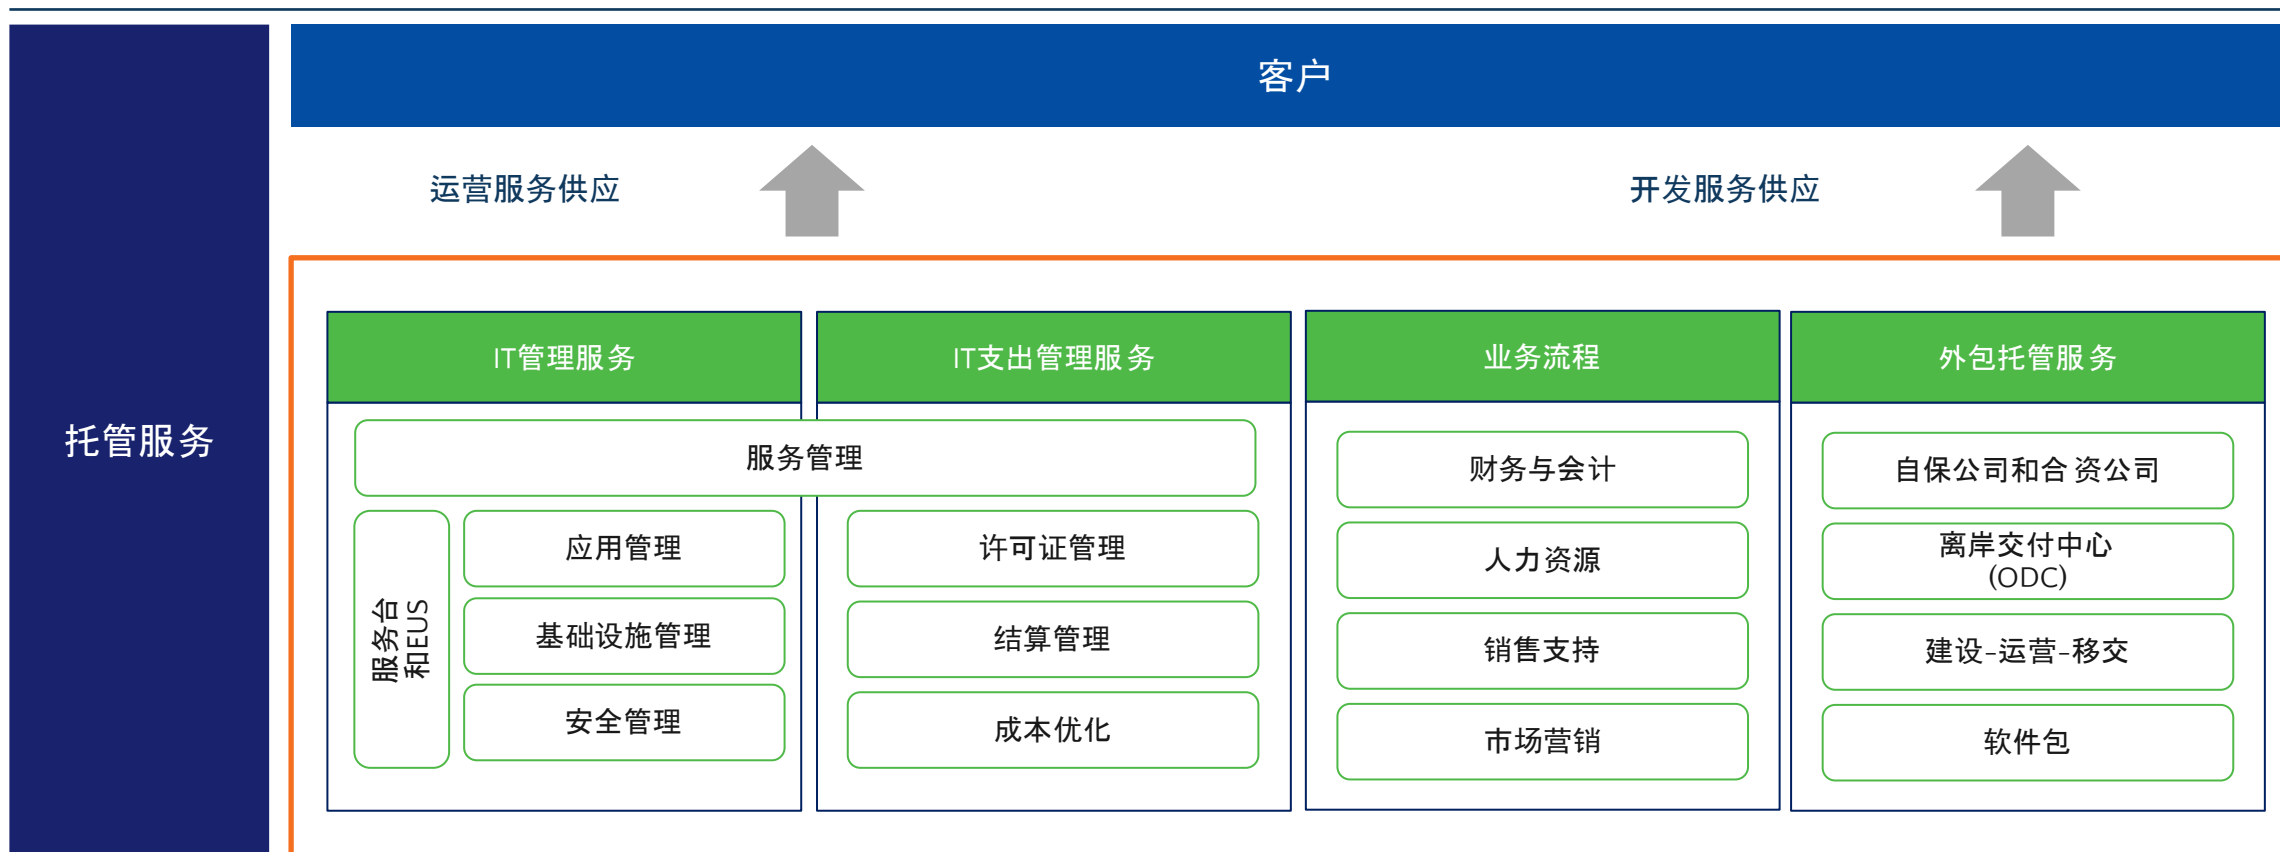 客户
运营服务供应
开发服务供应
托管服务
IT管理服务
IT支出管理服务
业务流程
外包托管服务
服务管理
服务台
和EUS
应用管理
基础设施管理
安全管理
许可证管理
结算管理
成本优化
财务与会计
人力资源
销售支持
市场营销
自保公司和合资公司
离岸交付中心
(ODC)
建设-运营-移交
软件包